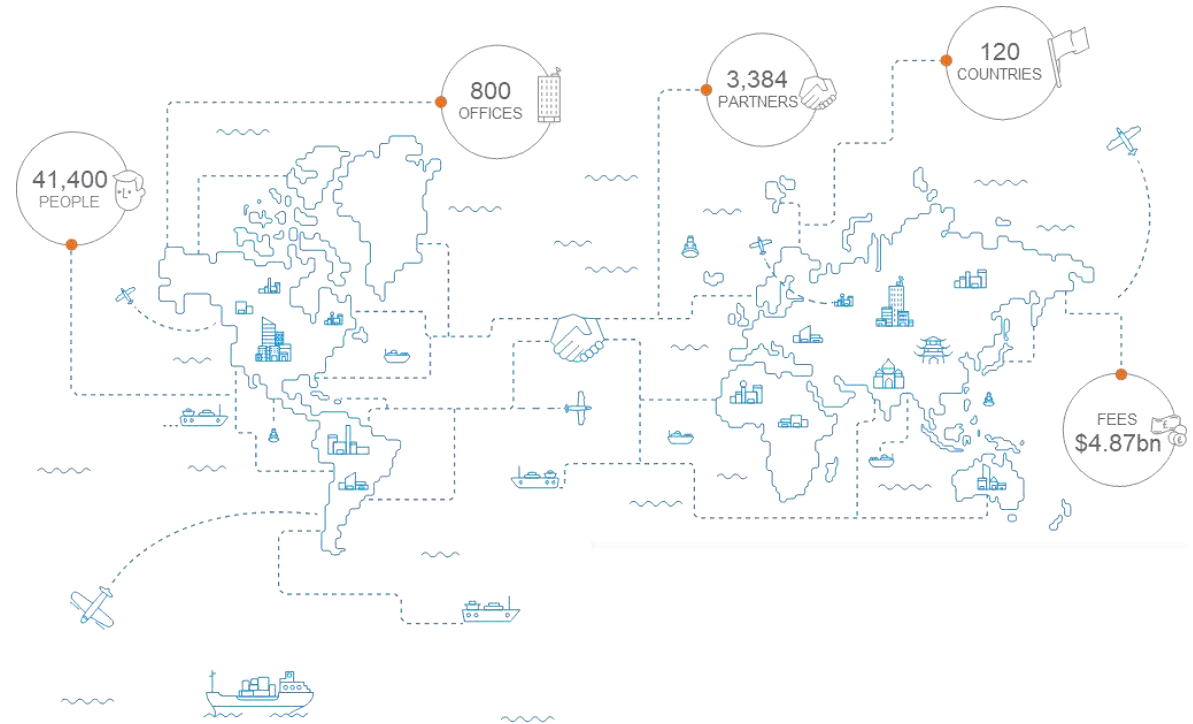 120
COUNTRIES
3,384
PARTNERS
800
OFFICES
41,400
PEOPLE
FEES
$4.87bn
£
£